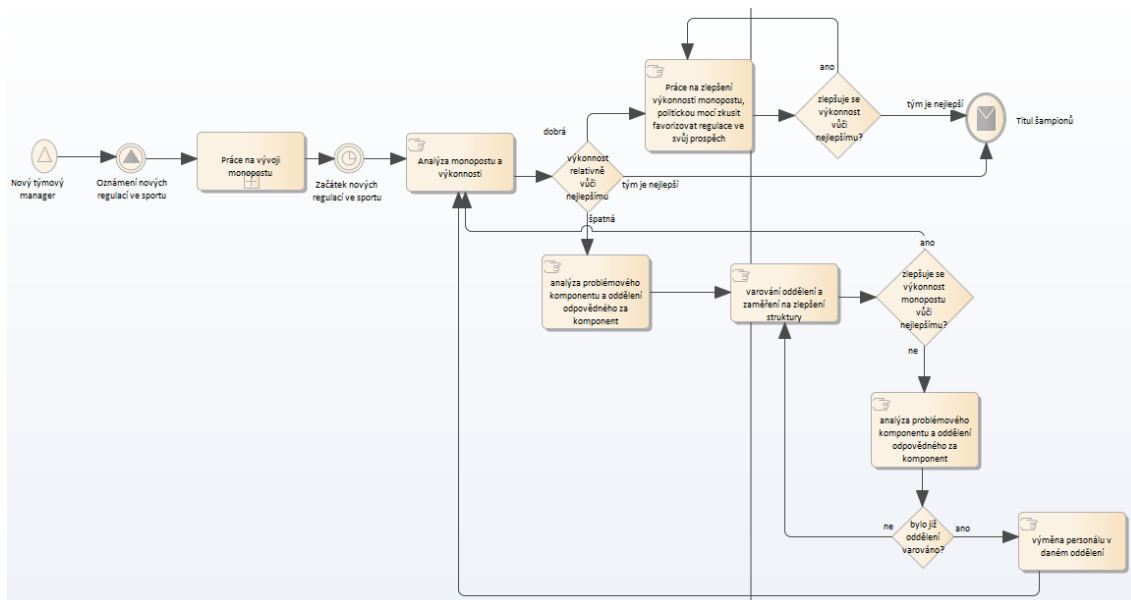 Nový týmový
manager
Oznámení nových
regulací ve sportu
Práce na vývoji
monopostu
Začátek nových
regulací ve sportu
Analýza monopostu a
výkonnosti
výkonnost
relativně
vůči
nejlepšímu
dobrá
tým je nejlepší
špatná
Práce na zlepšení
výkonnosti monopostu,
politickou mocí zkusit
favorizovat regulace ve
svůj prospěch
ano
zlepšuje se
výkonnost
vůči
nejlepšímu?
tým je nejlepší
Titul šampionů
analýza problémového
komponentu a oddělení
odpovědného za
komponent
varování oddělení a
zaměření na zlepšení
struktury
ano
zlepšuje se
výkonnost
monopostu
vůči
nejlepšímu?
ne
analýza problémového
komponentu a oddělení
odpovědného za
komponent
ne
bylo již
oddělení
varováno?
ano
výměna personálu v
daném oddělení